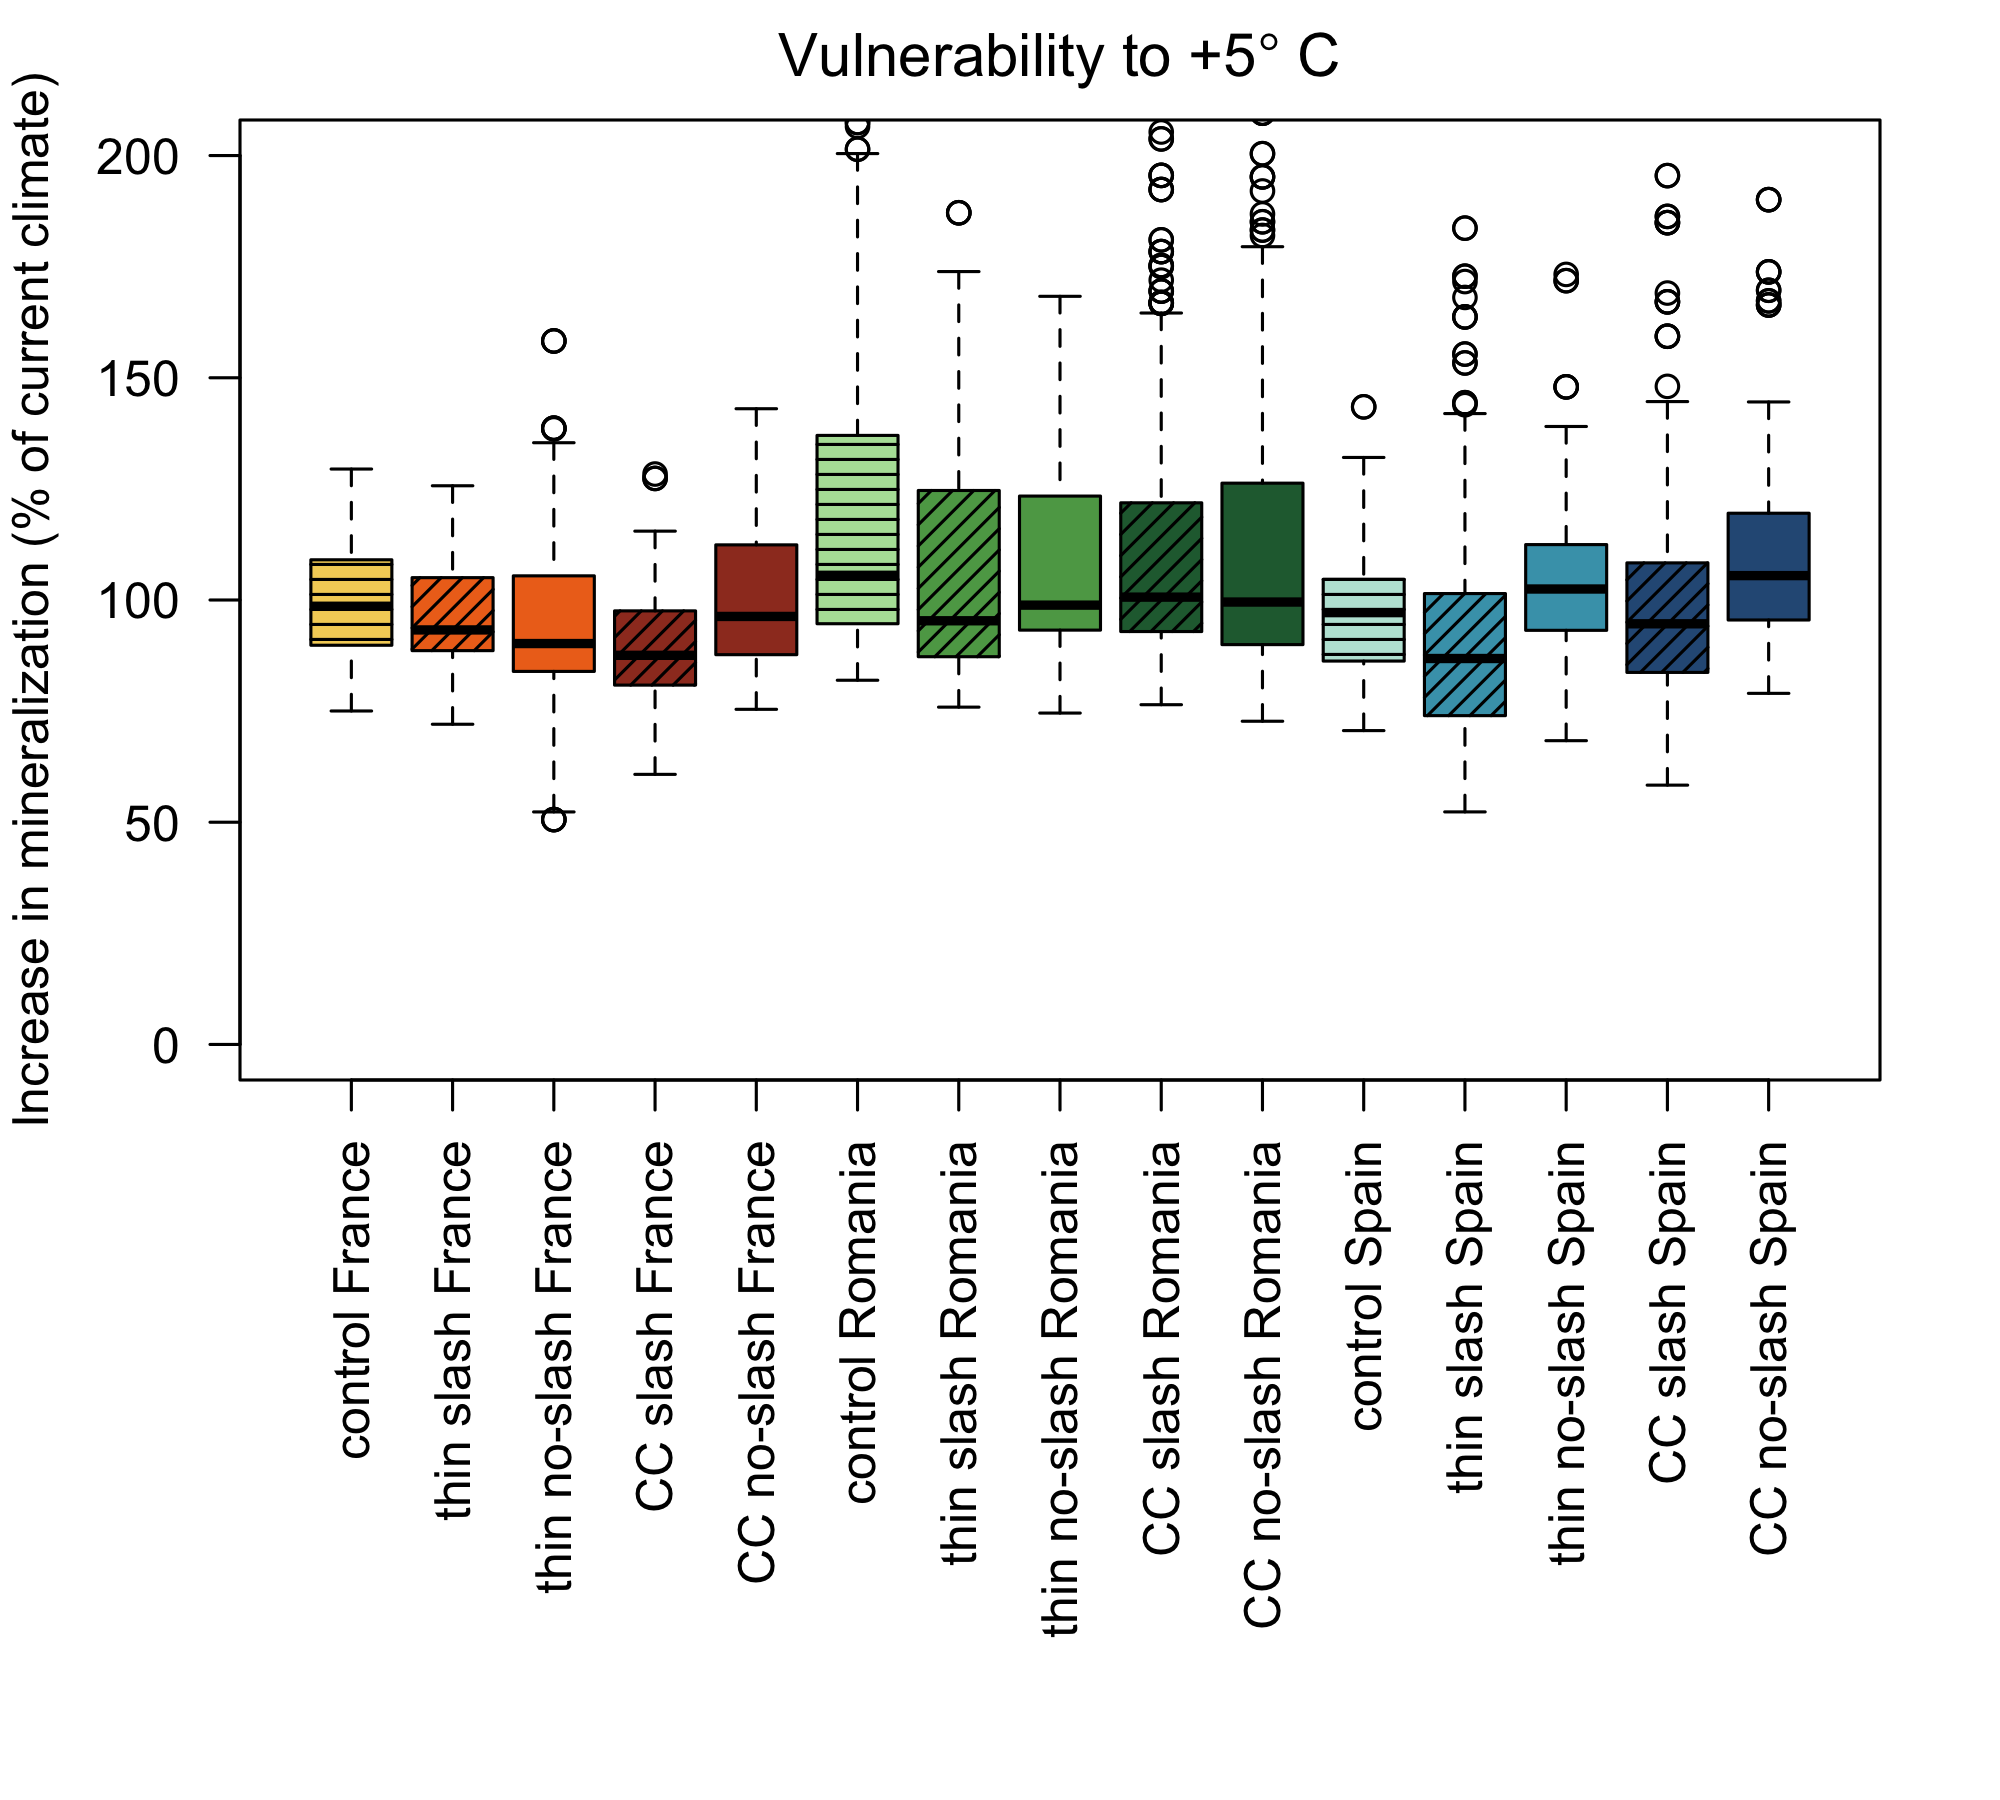 Vulnerability to +5° C
Increase in mineralization (% of current climate)
200
150
100
50
0
control France
thin slash France
thin no-slash France
CC slash France
CC no-slash France
control Romania
thin slash Romania
thin no-slash Romania
CC slash Romania
CC no-slash Romania
control Spain
thin slash Spain
thin no-slash Spain
CC slash Spain
CC no-slash Spain